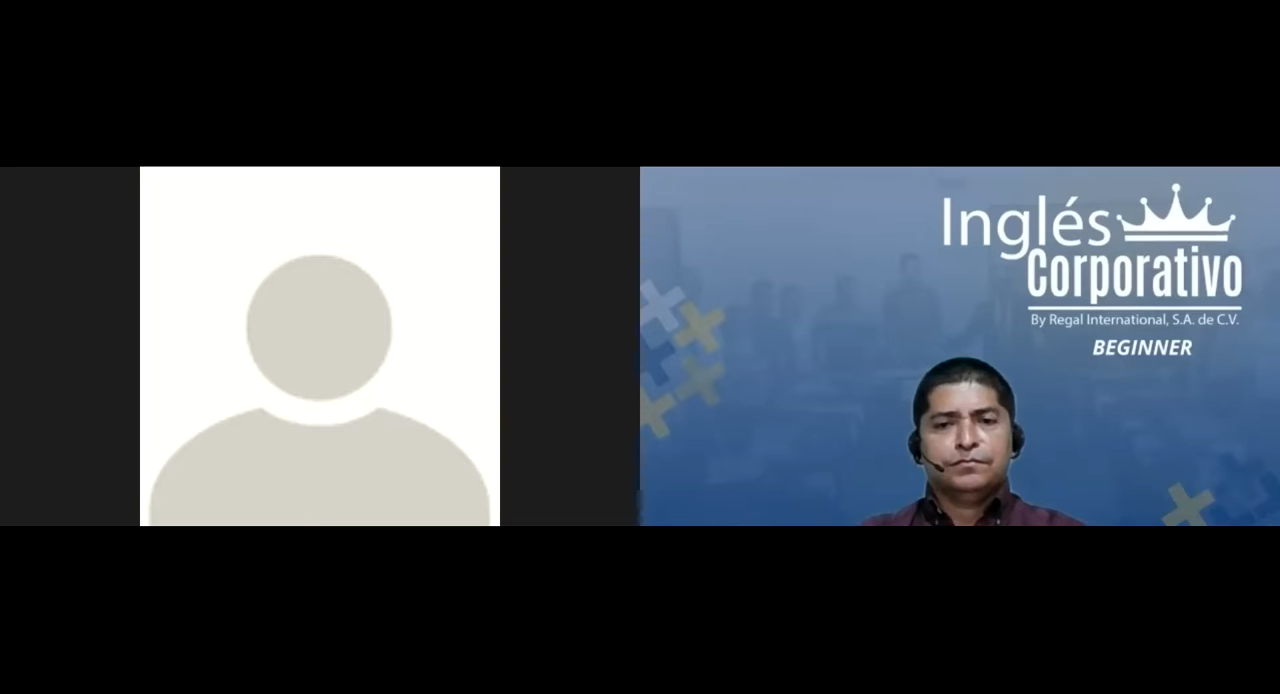 Inglés
Corporativo
By Regal International, S.A. de C.V.
BEGINNER